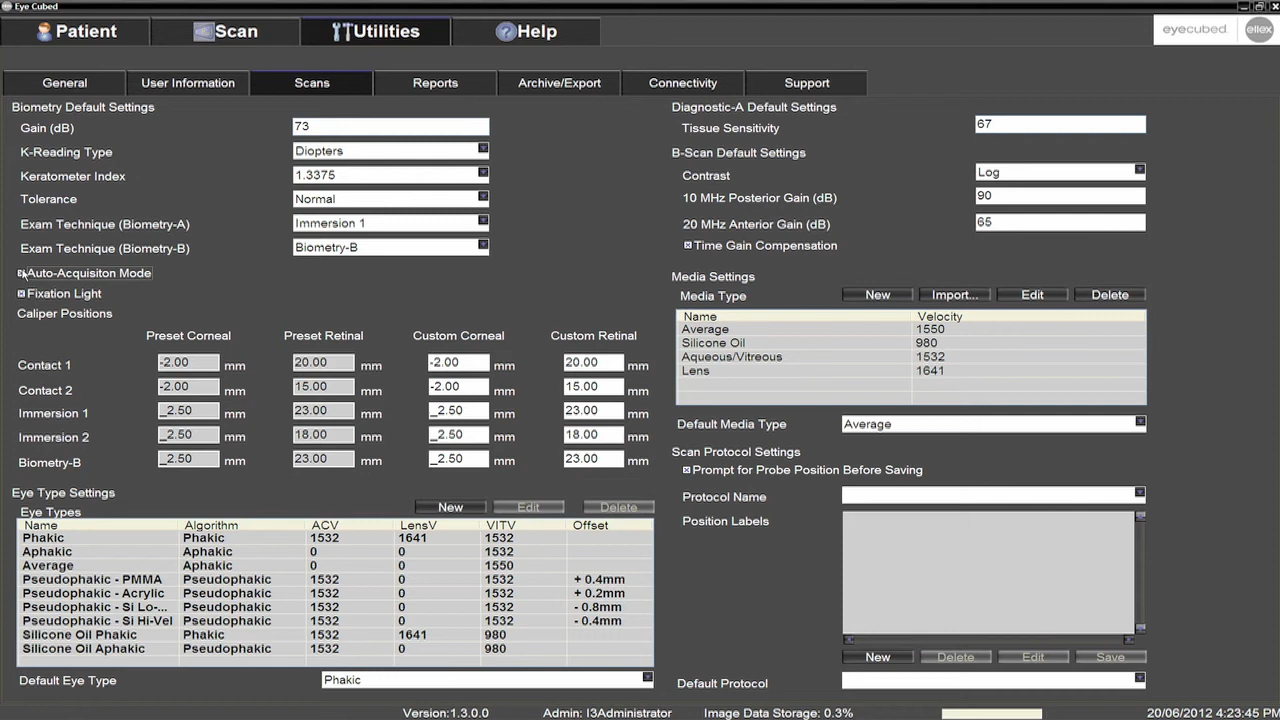 Eye Cubed
Patient
Scan
Utilities
Help
eyecubed
ellex
General
User Information
Scans
Reports
Archive/Export
Connectivity
Support
Biometry Default Settings
Gain (dB) 73
K-Reading Type Diopters
Keratometer Index 1.3375
Tolerance Normal
Exam Technique (Biometry-A) Immersion 1
Exam Technique (Biometry-B) Biometry-B
Auto-Acquisiton Mode
Fixation Light
Caliper Positions
Preset Corneal Preset Retinal Custom Corneal Custom Retinal
Contact 1 -2.00 mm 20.00 mm -2.00 mm 20.00 mm
Contact 2 -2.00 mm 15.00 mm -2.00 mm 15.00 mm
Immersion 1 _2.50 mm 23.00 mm _2.50 mm 23.00 mm
Immersion 2 _2.50 mm 18.00 mm _2.50 mm 18.00 mm
Biometry-B _2.50 mm 23.00 mm _2.50 mm 23.00 mm
Eye Type Settings
Eye Types New Edit Delete
Name Algorithm ACV LensV VITV Offset
Phakic Phakic 1532 1641 1532
Aphakic Aphakic 0 0 1532
Average Aphakic 0 0 1550
Pseudophakic - PMMA Pseudophakic 1532 0 1532 + 0.4mm
Pseudophakic - Acrylic Pseudophakic 1532 0 1532 + 0.2mm
Pseudophakic - Si Lo-... Pseudophakic 1532 0 1532 - 0.8mm
Pseudophakic - Si Hi-Vel Pseudophakic 1532 0 1532 - 0.4mm
Silicone Oil Phakic Phakic 1532 1641 980
Silicone Oil Aphakic Pseudophakic 1532 0 980
Default Eye Type Phakic
Diagnostic-A Default Settings
Tissue Sensitivity 67
B-Scan Default Settings
Contrast Log
10 MHz Posterior Gain (dB) 90
20 MHz Anterior Gain (dB) 65
Time Gain Compensation
Media Settings
Media Type New Import... Edit Delete
Name Velocity
Average 1550
Silicone Oil 980
Aqueous/Vitreous 1532
Lens 1641
Default Media Type Average
Scan Protocol Settings
Prompt for Probe Position Before Saving
Protocol Name
Position Labels
New Delete Edit Save
Default Protocol
Version:1.3.0.0 Admin: I3Administrator Image Data Storage: 0.3% 20/06/2012 4:23:45 PM